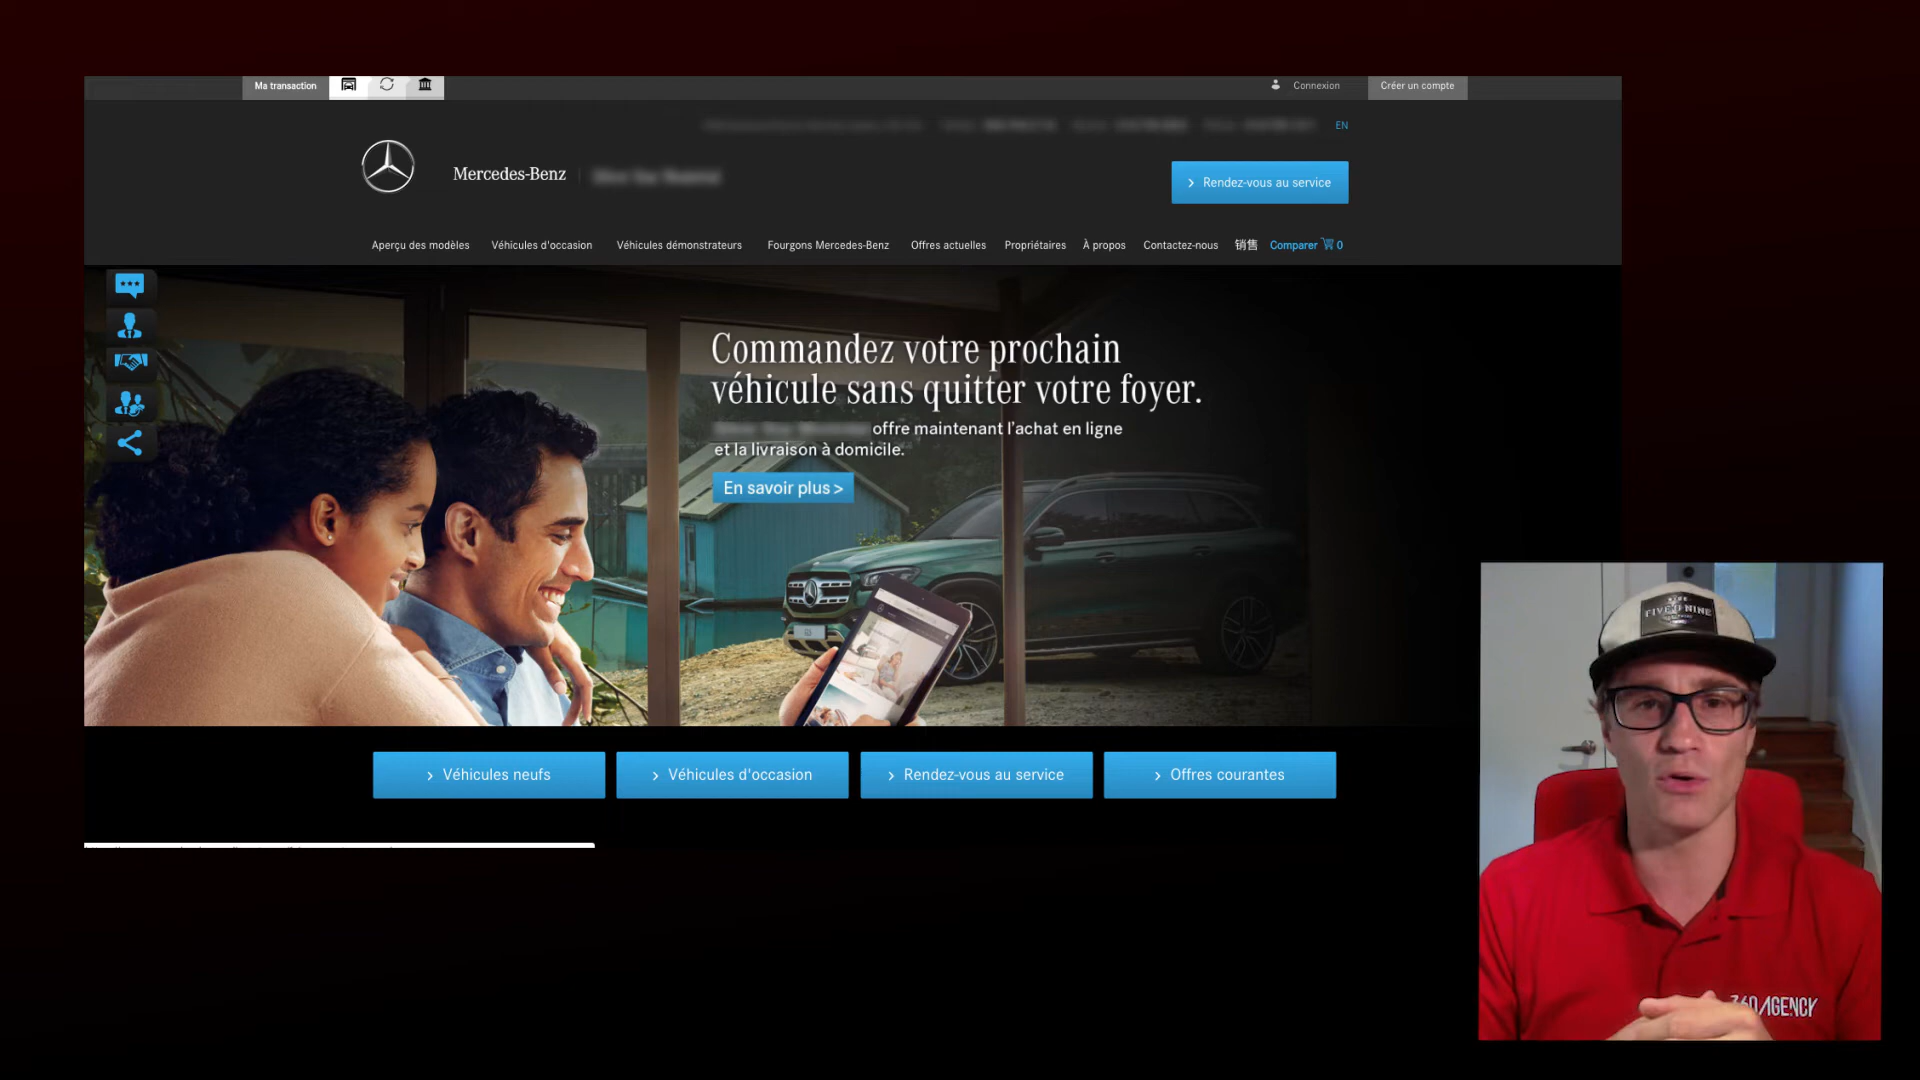 Ma transaction
Connexion
Créer un compte
EN
Mercedes-Benz
Rendez-vous au service
Aperçu des modèles
Véhicules d'occasion
Véhicules démonstrateurs
Fourgons Mercedes-Benz
Offres actuelles
Propriétaires
À propos
Contactez-nous
销售
Comparer 0
Commandez votre prochain
véhicule sans quitter votre foyer.
offre maintenant l'achat en ligne
et la livraison à domicile.
En savoir plus >
Véhicules neufs
Véhicules d'occasion
Rendez-vous au service
Offres courantes
NINE
FIVE NINE
360.AGENCY